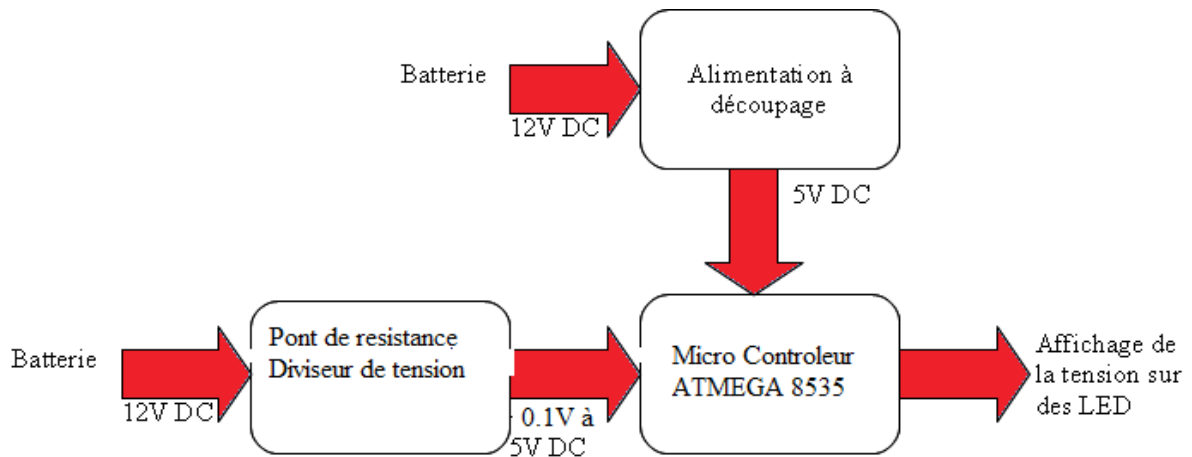 Batterie
12V DC
Alimentation à
découpage
5V DC
Batterie
12V DC
Pont de resistance
Diviseur de tension
- 0.1V à
5V DC
Micro Controleur
ATMEGA 8535
Affichage de
la tension sur
des LED